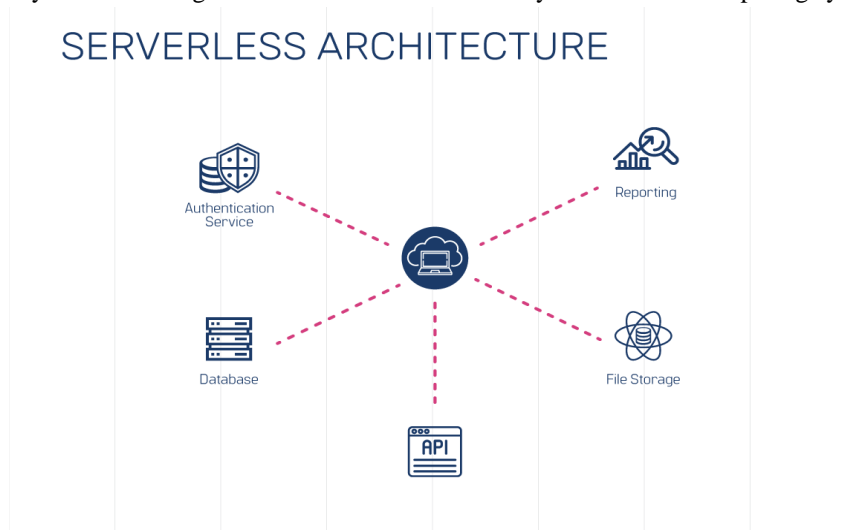 SERVERLESS ARCHITECTURE
Authentication
Service
Reporting
Database
File Storage
API